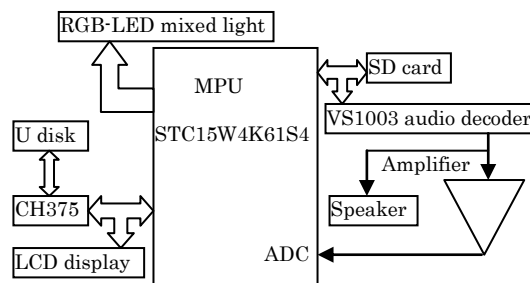 RGB-LED mixed light
MPU
STC15W4K61S4
SD card
VS1003 audio decoder
U disk
Amplifier
CH375
Speaker
LCD display
ADC